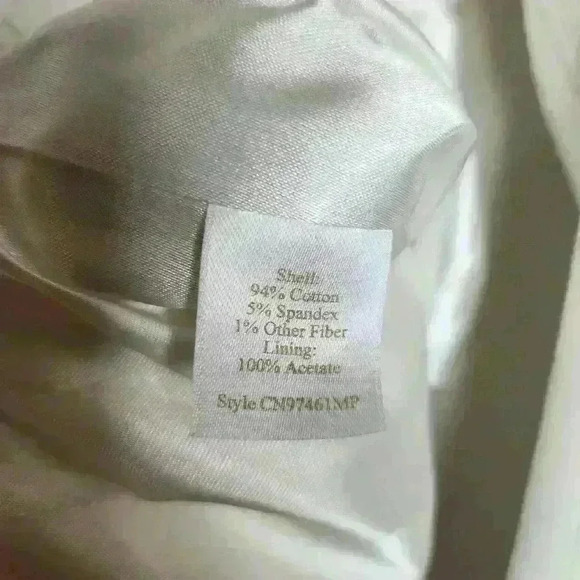 Shell:
94% Cotton
5% Spandex
1% Other Fiber
Lining:
100% Acetate
Style CN97461MP